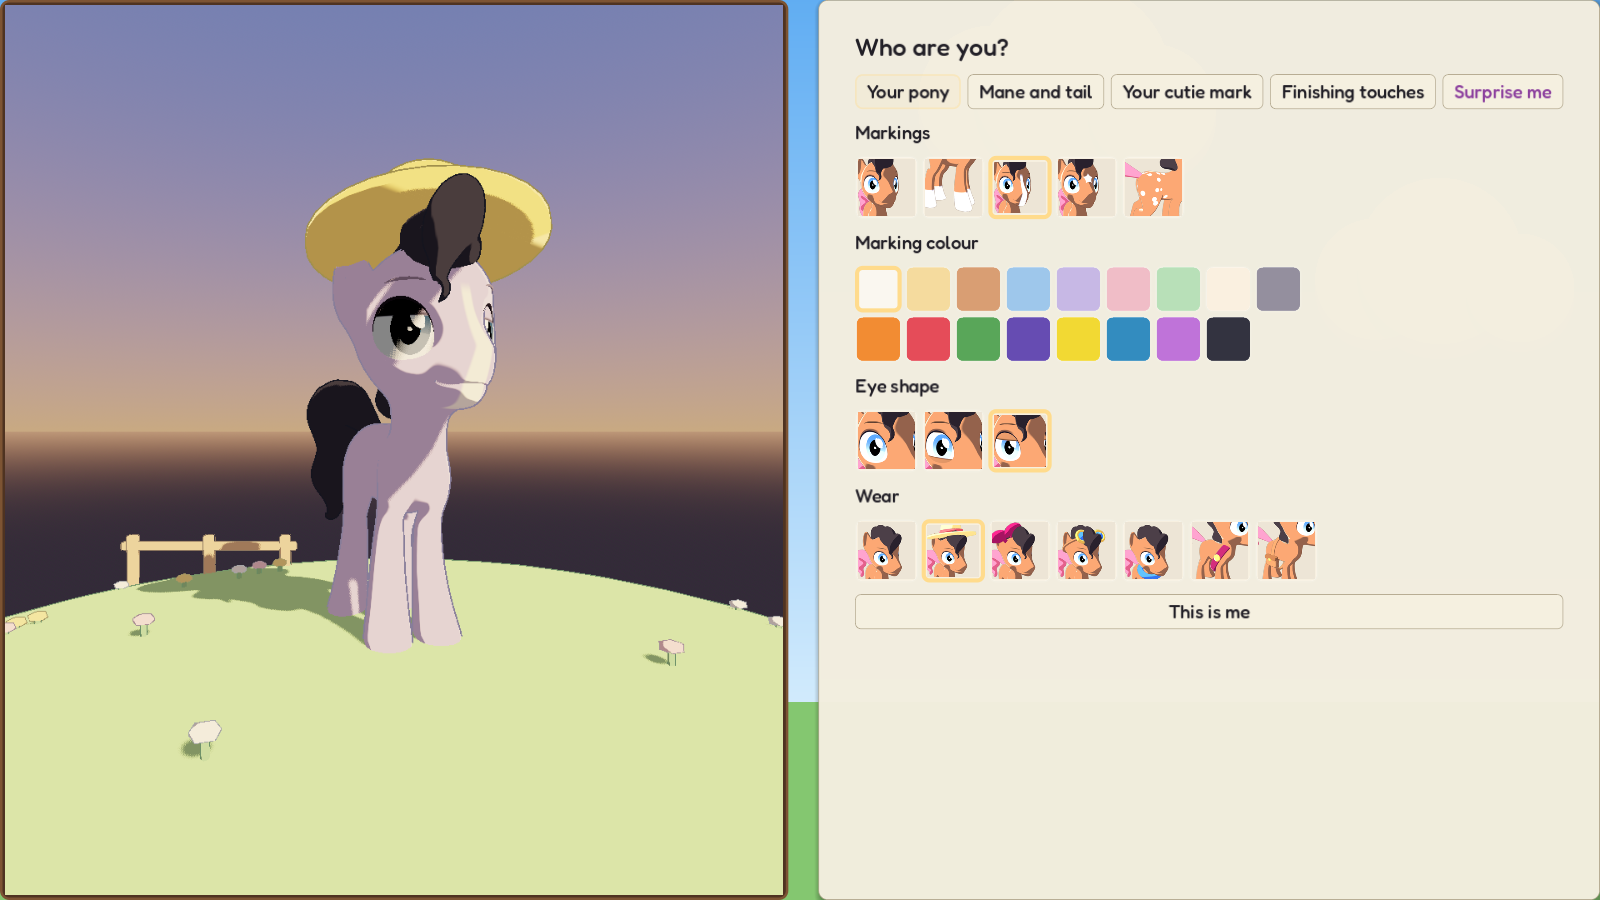 Who are you?
Your pony Mane and tail Your cutie mark Finishing touches Surprise me
Markings
Marking colour
Eye shape
Wear
This is me